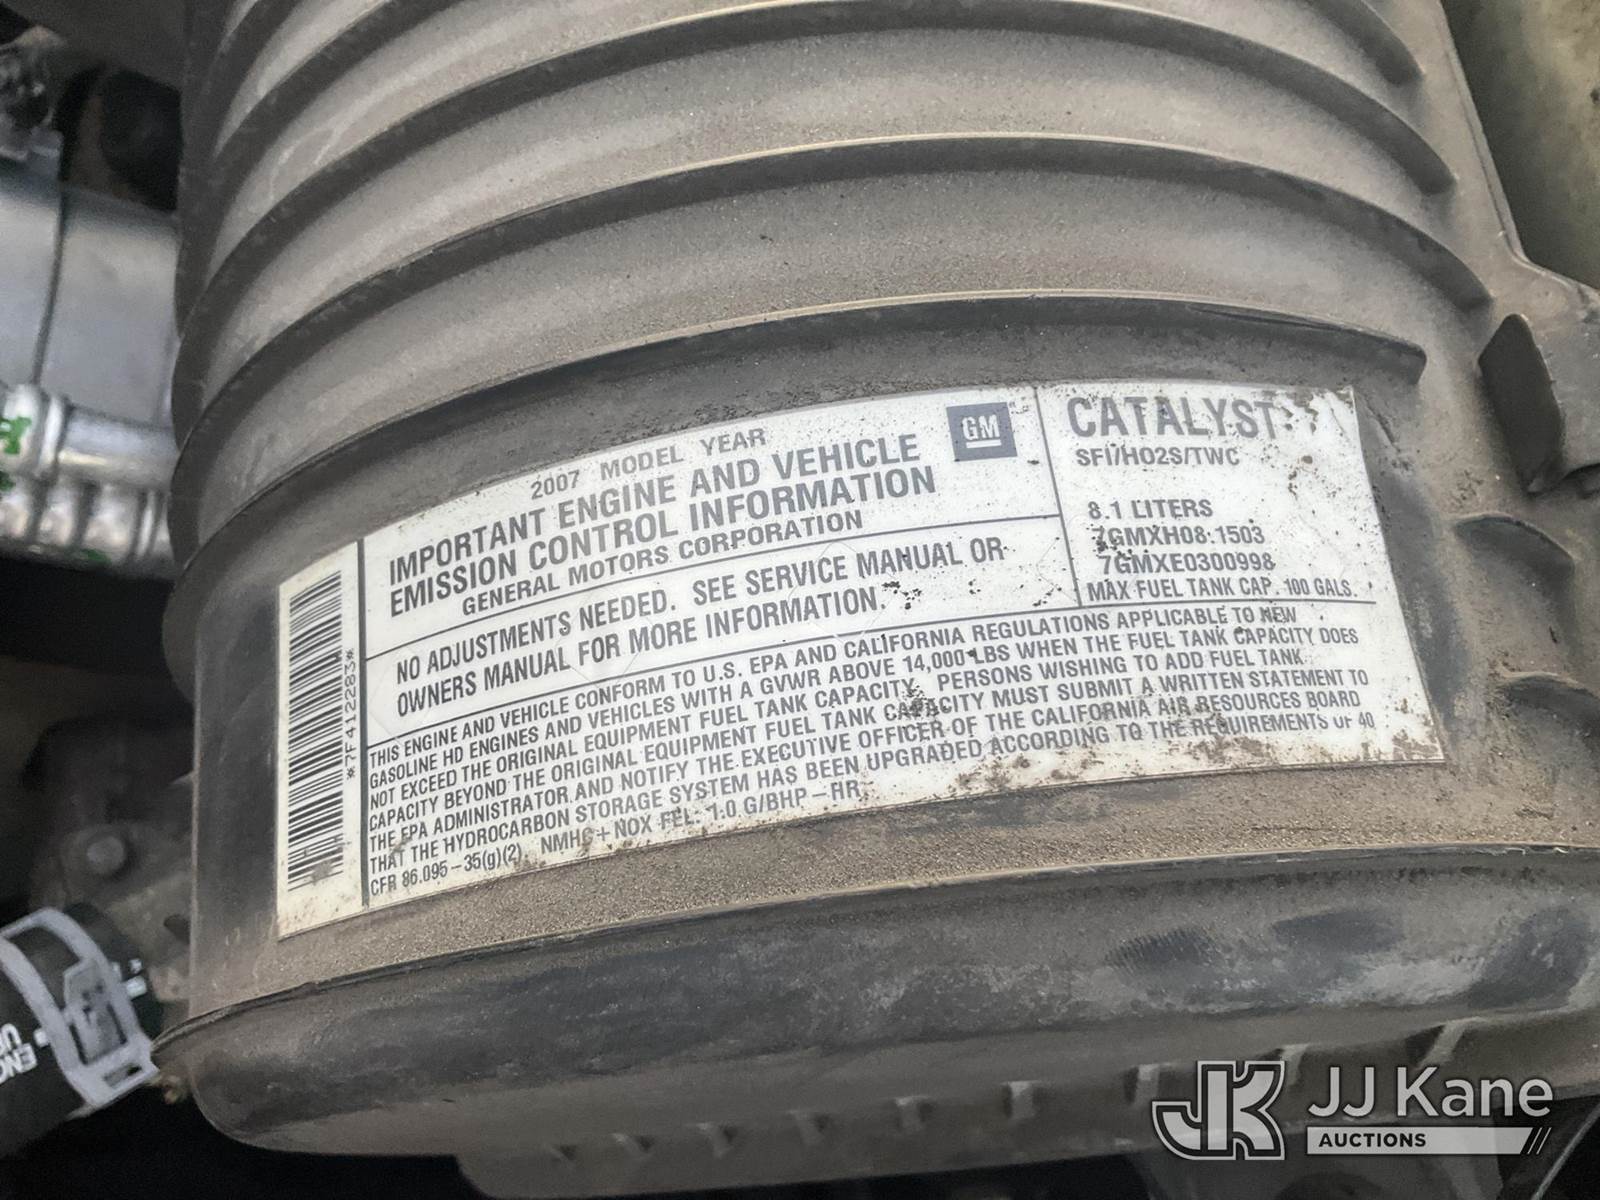 2007 MODEL YEAR
IMPORTANT ENGINE AND VEHICLE
EMISSION CONTROL INFORMATION
GENERAL MOTORS CORPORATION
GM
NO ADJUSTMENTS NEEDED. SEE SERVICE MANUAL OR
OWNERS MANUAL FOR MORE INFORMATION.
CATALYST
SFI/HO2S/TWC
8.1 LITERS
7GMXH08.1503
7GMXE0300998
MAX FUEL TANK CAP. 100 GALS.
THIS ENGINE AND VEHICLE CONFORM TO U.S. EPA AND CALIFORNIA REGULATIONS APPLICABLE TO NEW
GASOLINE HD ENGINES AND VEHICLES WITH A GVWR ABOVE 14,000 LBS WHEN THE FUEL TANK CAPACITY DOES
NOT EXCEED THE ORIGINAL EQUIPMENT FUEL TANK CAPACITY. PERSONS WISHING TO ADD FUEL TANK
CAPACITY BEYOND THE ORIGINAL EQUIPMENT FUEL TANK CAPACITY MUST SUBMIT A WRITTEN STATEMENT TO
THE EPA ADMINISTRATOR AND NOTIFY THE EXECUTIVE OFFICER OF THE CALIFORNIA AIR RESOURCES BOARD
THAT THE HYDROCARBON STORAGE SYSTEM HAS BEEN UPGRADED ACCORDING TO THE REQUIREMENTS OF 40
CFR 86.095-35(g)(2) NMHC+NOX FEL: 1.0 G/BHP-HR
*7F412283*
JK JJ Kane
AUCTIONS